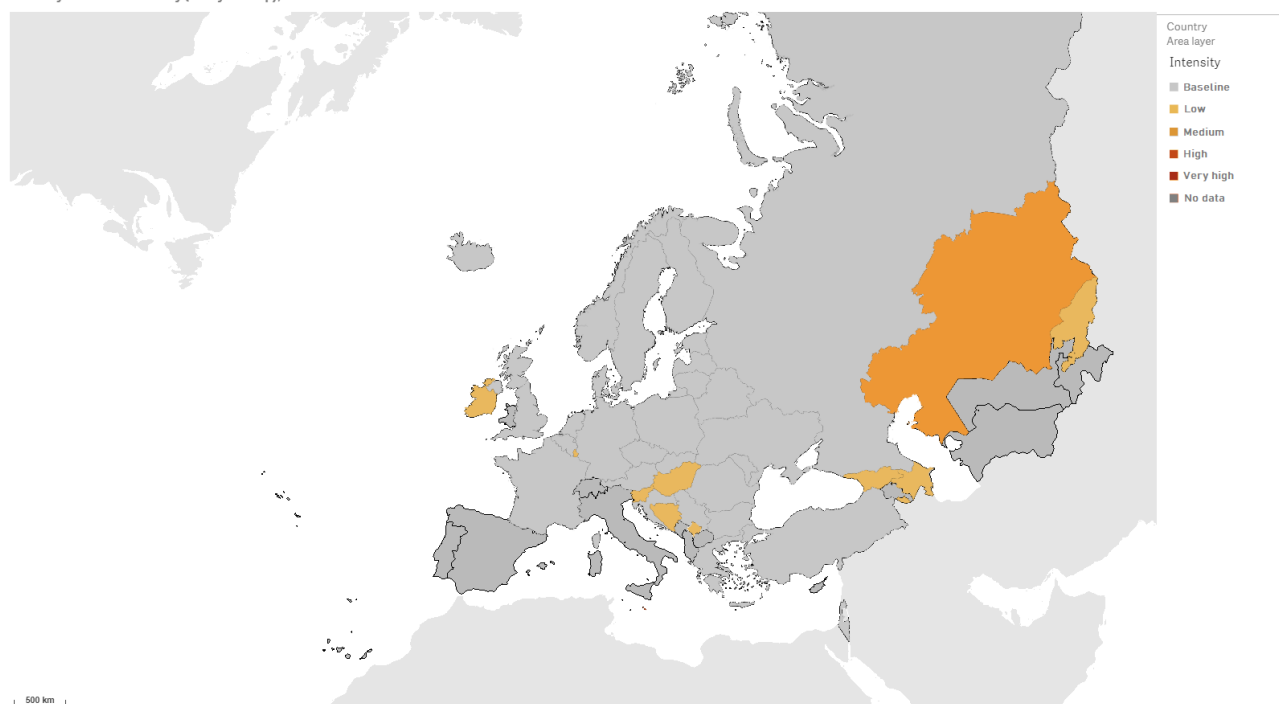 Country
Area layer
Intensity
Baseline
Low
Medium
High
Very high
No data
500 km